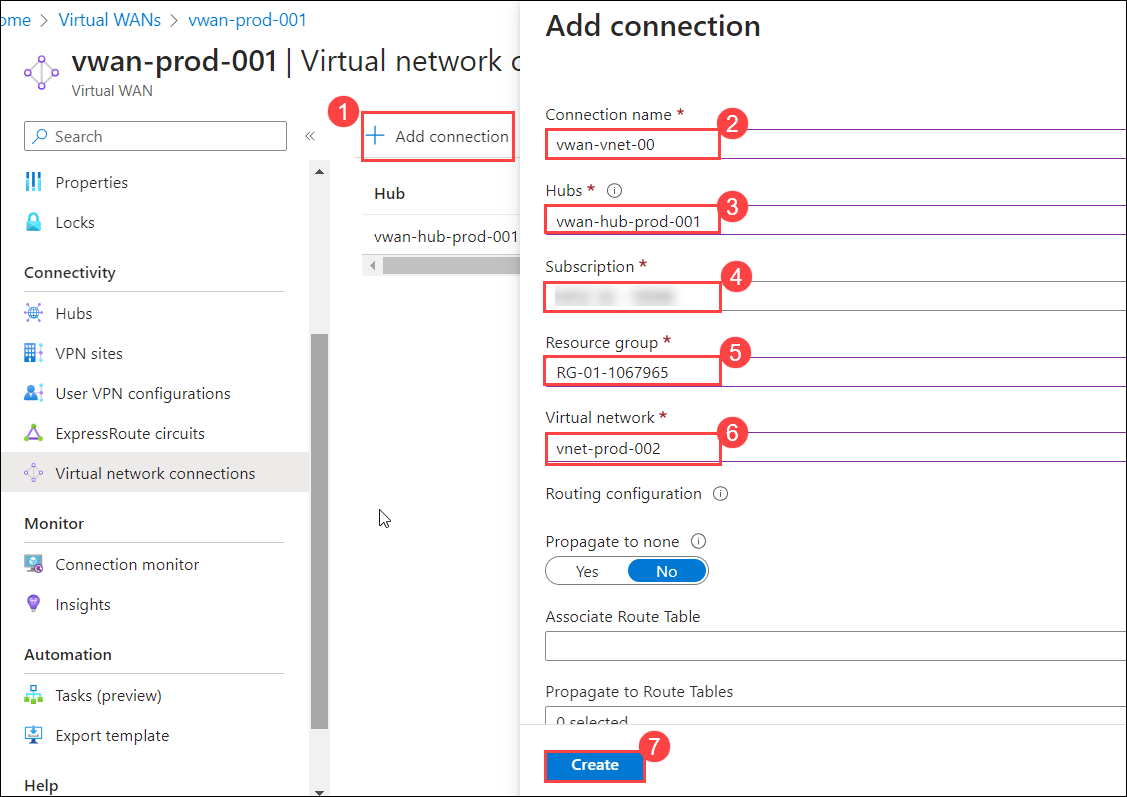 ome > Virtual WANs > vwan-prod-001
vwan-prod-001 | Virtual network c
Virtual WAN
Search
«
Properties
Locks
Connectivity
Hubs
VPN sites
User VPN configurations
ExpressRoute circuits
Virtual network connections
Monitor
Connection monitor
Insights
Automation
Tasks (preview)
Export template
Help
1
+ Add connection
Hub
vwan-hub-prod-001
Add connection
Connection name *
2
vwan-vnet-00
Hubs *
3
vwan-hub-prod-001
Subscription *
4
Resource group *
5
RG-01-1067965
Virtual network *
6
vnet-prod-002
Routing configuration
Propagate to none
Yes No
Associate Route Table
Propagate to Route Tables
0 selected
7
Create